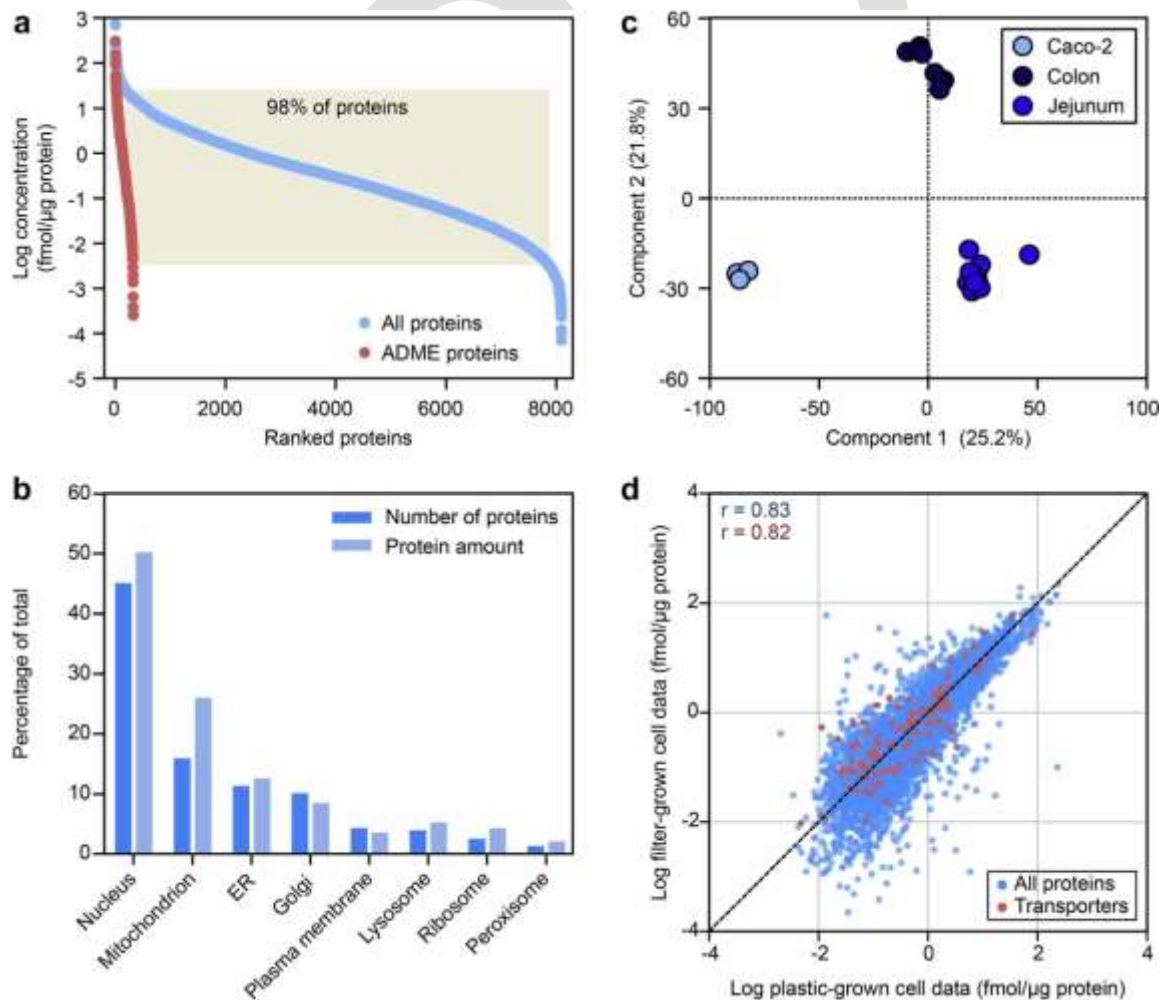 a
3
2
1
0
-1
-2
-3
-4
-5
Log concentration
(fmol/µg protein)
98% of proteins
All proteins
ADME proteins
0
2000
4000
6000
8000
Ranked proteins
c
60
30
0
-30
-60
Component 2 (21.8%)
Caco-2
Colon
Jejunum
-100
-50
0
50
100
Component 1 (25.2%)
b
60
50
40
30
20
10
0
Percentage of total
Number of proteins
Protein amount
Nucleus
Mitochondrion
ER
Golgi
Plasma membrane
Lysosome
Ribosome
Peroxisome
d
4
2
0
-2
-4
Log filter-grown cell data (fmol/µg protein)
r = 0.83
r = 0.82
All proteins
Transporters
-4
-2
0
2
4
Log plastic-grown cell data (fmol/µg protein)